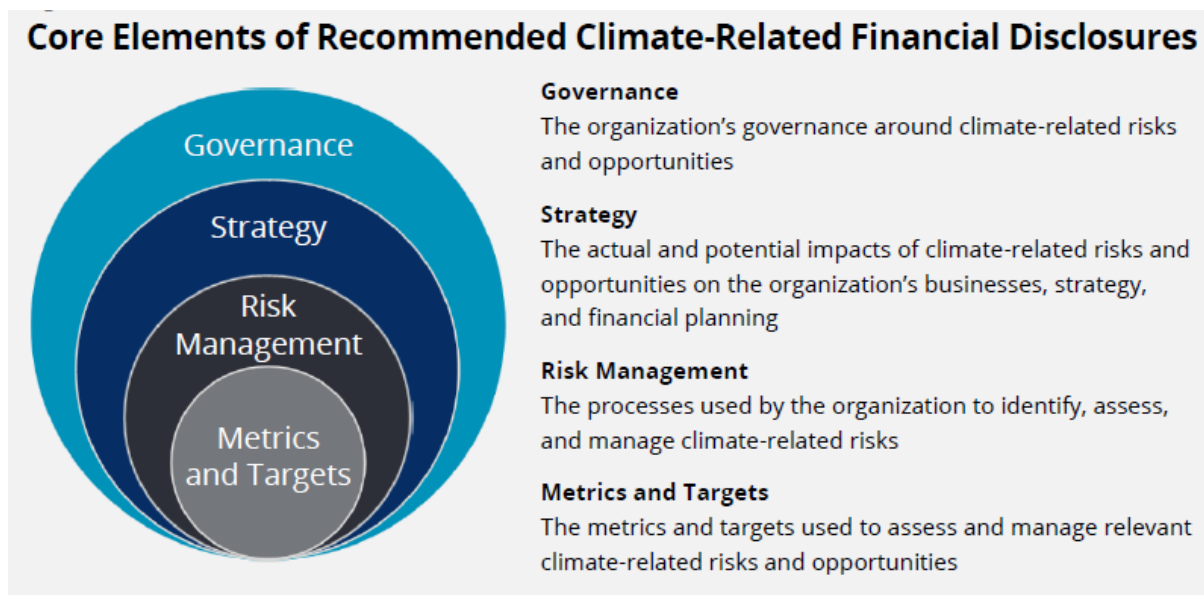 Core Elements of Recommended Climate-Related Financial Disclosures
Governance
Strategy
Risk
Management
Metrics
and Targets
Governance
The organization's governance around climate-related risks
and opportunities
Strategy
The actual and potential impacts of climate-related risks and
opportunities on the organization's businesses, strategy,
and financial planning
Risk Management
The processes used by the organization to identify, assess,
and manage climate-related risks
Metrics and Targets
The metrics and targets used to assess and manage relevant
climate-related risks and opportunities